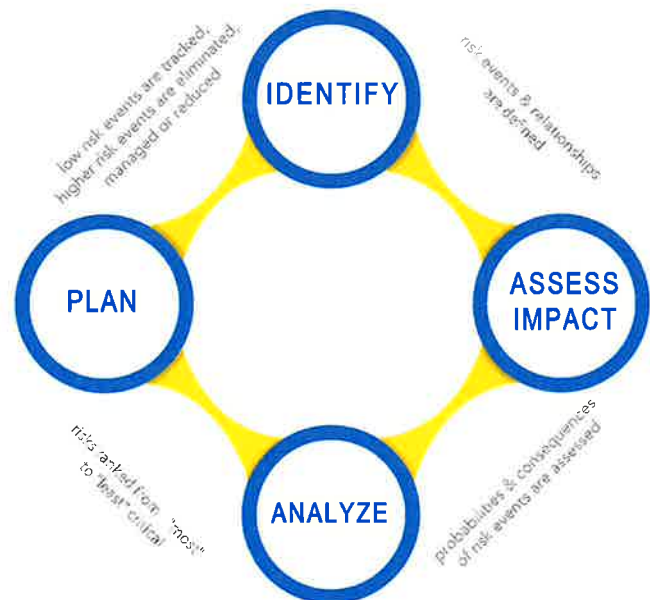 IDENTIFY
risk events & relationships
are defined
ASSESS
IMPACT
probabilities & consequences
of risk events are assessed
ANALYZE
risks ranked from "most"
to "least" critical
PLAN
low risk events are tracked,
higher risk events are eliminated,
managed or reduced